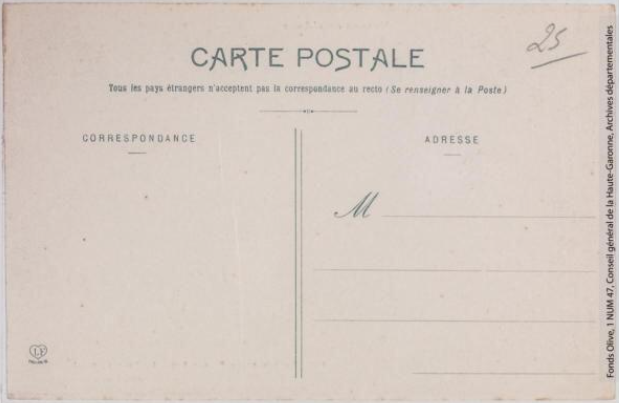 25
CARTE POSTALE
Tous les pays étrangers n'acceptent pas la correspondance au recto (Se renseigner à la Poste)
CORRESPONDANCE
ADRESSE
M
Fonds Olive, 1 NUM 47, Conseil général de la Haute-Garonne, Archives départementales